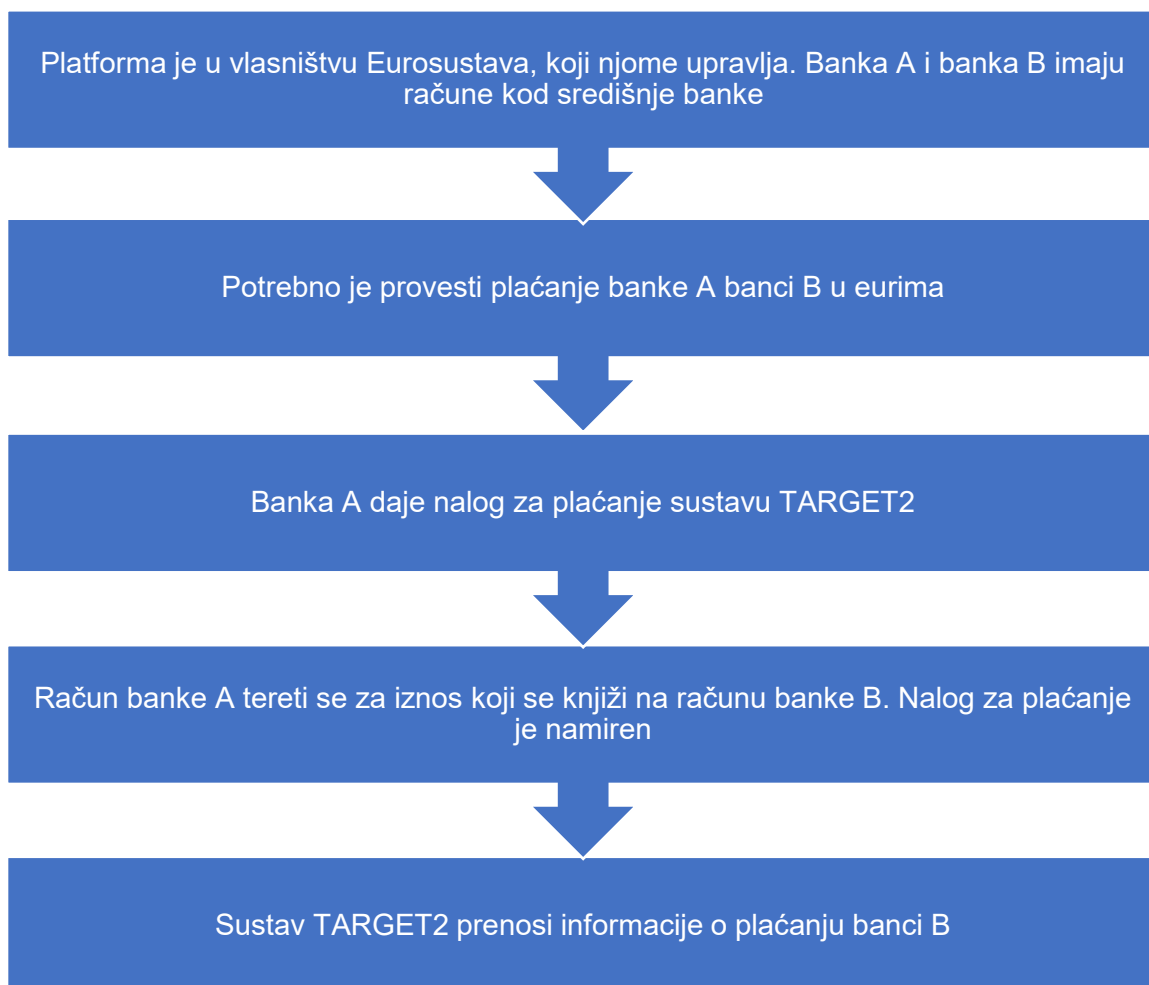 Platforma je u vlasništvu Eurosustava, koji njome upravlja. Banka A i banka B imaju
račune kod središnje banke
Potrebno je provesti plaćanje banke A banci B u eurima
Banka A daje nalog za plaćanje sustavu TARGET2
Račun banke A tereti se za iznos koji se knjiži na računu banke B. Nalog za plaćanje
je namiren
Sustav TARGET2 prenosi informacije o plaćanju banci B